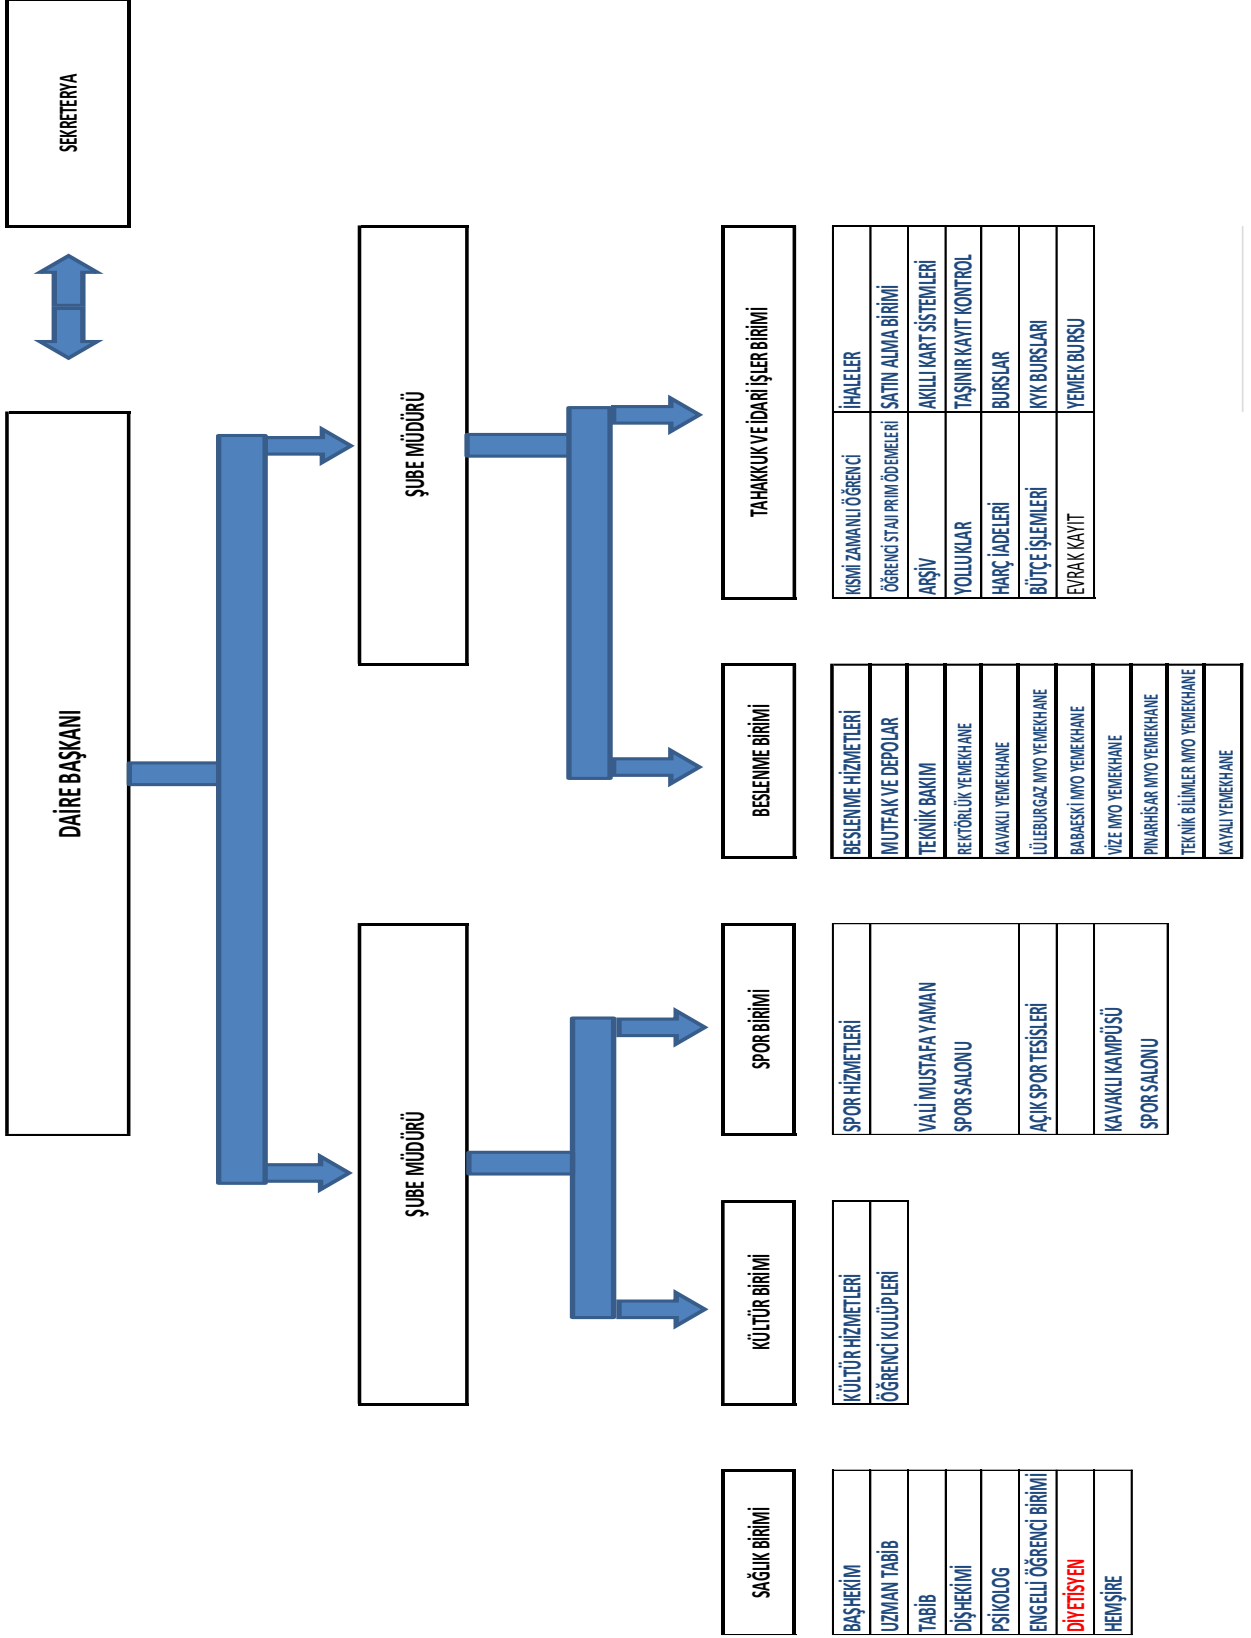 SEKRETERYA
DAİRE BAŞKANI
ŞUBE MÜDÜRÜ
ŞUBE MÜDÜRÜ
SAĞLIK BİRİMİ
KÜLTÜR BİRİMİ
SPOR BİRİMİ
BESLENME BİRİMİ
TAHAKKUK VE İDARİ İŞLER BİRİMİ
BAŞHEKİM
UZMAN TABİB
TABİB
DİŞHEKİMİ
PSİKOLOG
ENGELLİ ÖĞRENCİ BİRİMİ
DİYETİSYEN
HEMŞİRE
KÜLTÜR HİZMETLERİ
ÖĞRENCİ KULÜPLERİ
SPOR HİZMETLERİ
VALİ MUSTAFA YAMAN
SPOR SALONU
AÇIK SPOR TESİSLERİ
KAVAKLI KAMPÜSÜ
SPOR SALONU
BESLENME HİZMETLERİ
MUTFAK VE DEPOLAR
TEKNİK BAKIM
REKTÖRLÜK YEMEKHANE
KAVAKLI YEMEKHANE
LÜLEBURGAZ MYO YEMEKHANE
BABAESKİ MYO YEMEKHANE
VİZE MYO YEMEKHANE
PINARHİSAR MYO YEMEKHANE
TEKNİK BİLİMLER MYO YEMEKHANE
KAYALI YEMEKHANE
KISMİ ZAMANLI ÖĞRENCİ
İHALELER
ÖĞRENCİ STAJI PRİM ÖDEMELERİ
SATIN ALMA BİRİMİ
ARŞİV
AKILLI KART SİSTEMLERİ
YOLLUKLAR
TAŞINIR KAYIT KONTROL
HARÇ İADELERİ
BURSLAR
BÜTÇE İŞLEMLERİ
KYK BURSLARI
EVRAK KAYIT
YEMEK BURSU